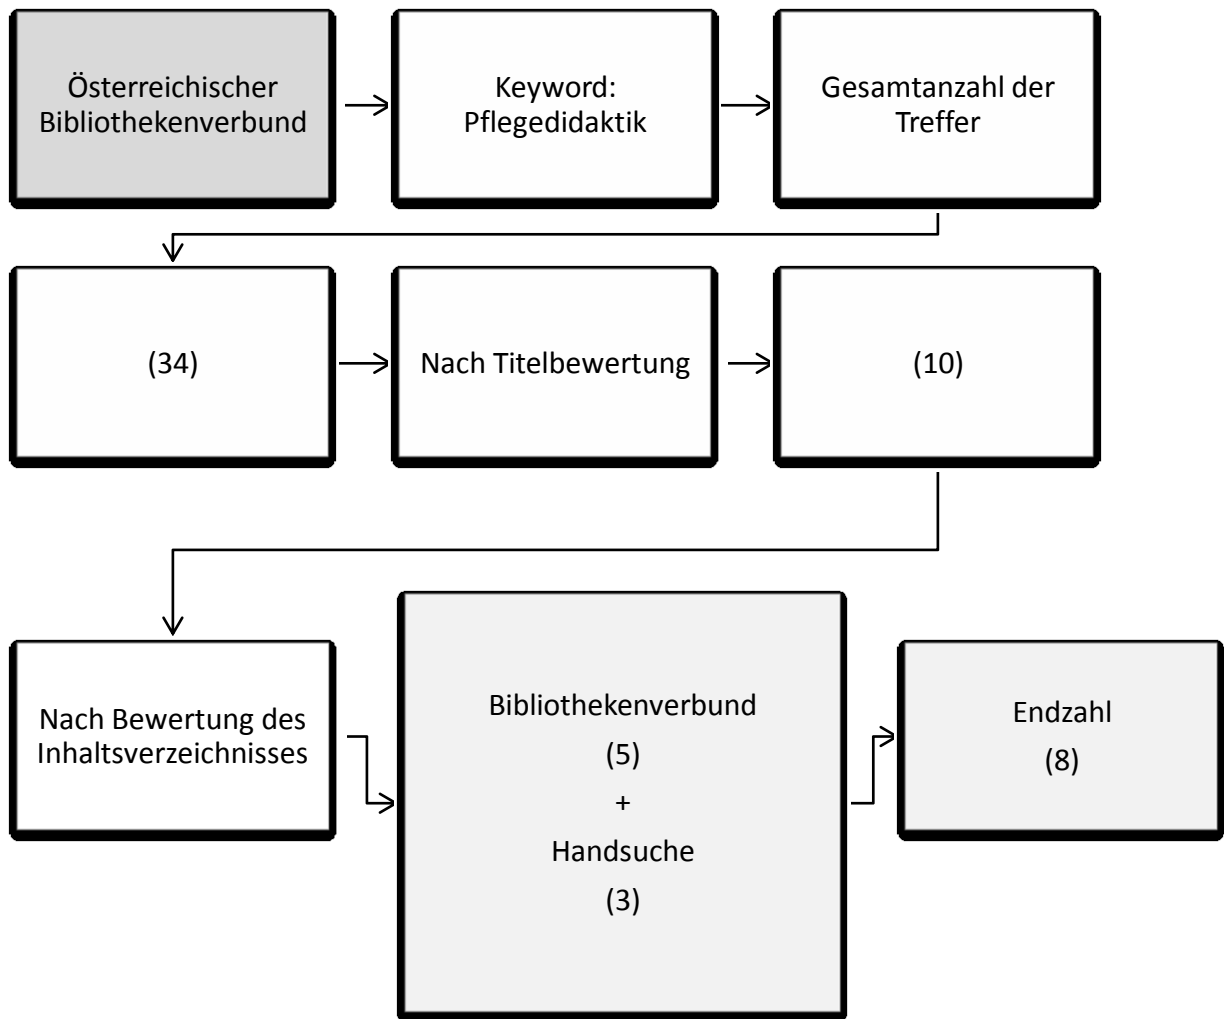 Österreichischer
Bibliothekenverbund
Keyword:
Pflegedidaktik
Gesamtanzahl der
Treffer
(34)
Nach Titelbewertung
(10)
Nach Bewertung des
Inhaltsverzeichnisses
Bibliothekenverbund
(5)
+
Handsuche
(3)
Endzahl
(8)